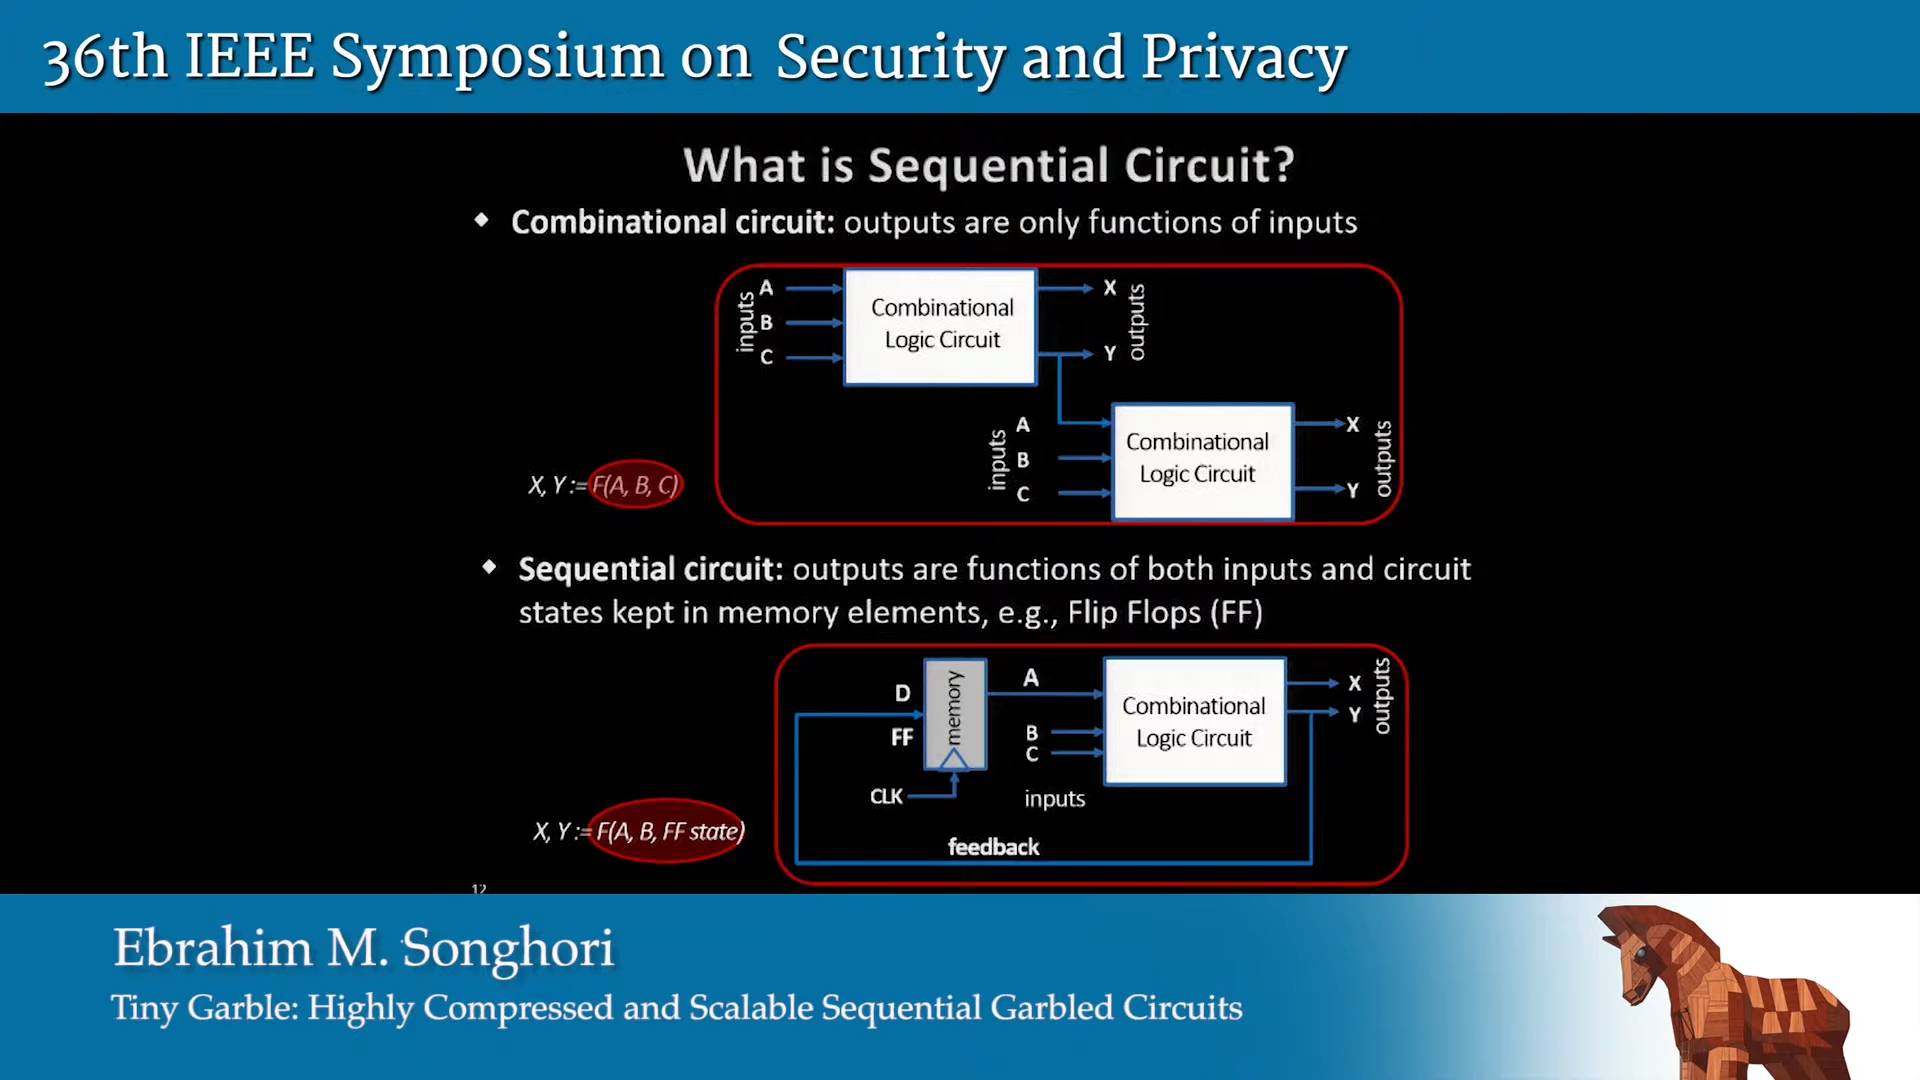 36th IEEE Symposium on Security and Privacy
What is Sequential Circuit?
Combinational circuit: outputs are only functions of inputs
inputs
A
B
C
Combinational
Logic Circuit
X
Y
outputs
inputs
A
B
C
Combinational
Logic Circuit
X
Y
outputs
X, Y := F(A, B, C)
Sequential circuit: outputs are functions of both inputs and circuit
states kept in memory elements, e.g., Flip Flops (FF)
D
FF
memory
CLK
A
B
C
inputs
Combinational
Logic Circuit
X
Y
outputs
feedback
X, Y := F(A, B, FF state)
12
Ebrahim M. Songhori
Tiny Garble: Highly Compressed and Scalable Sequential Garbled Circuits